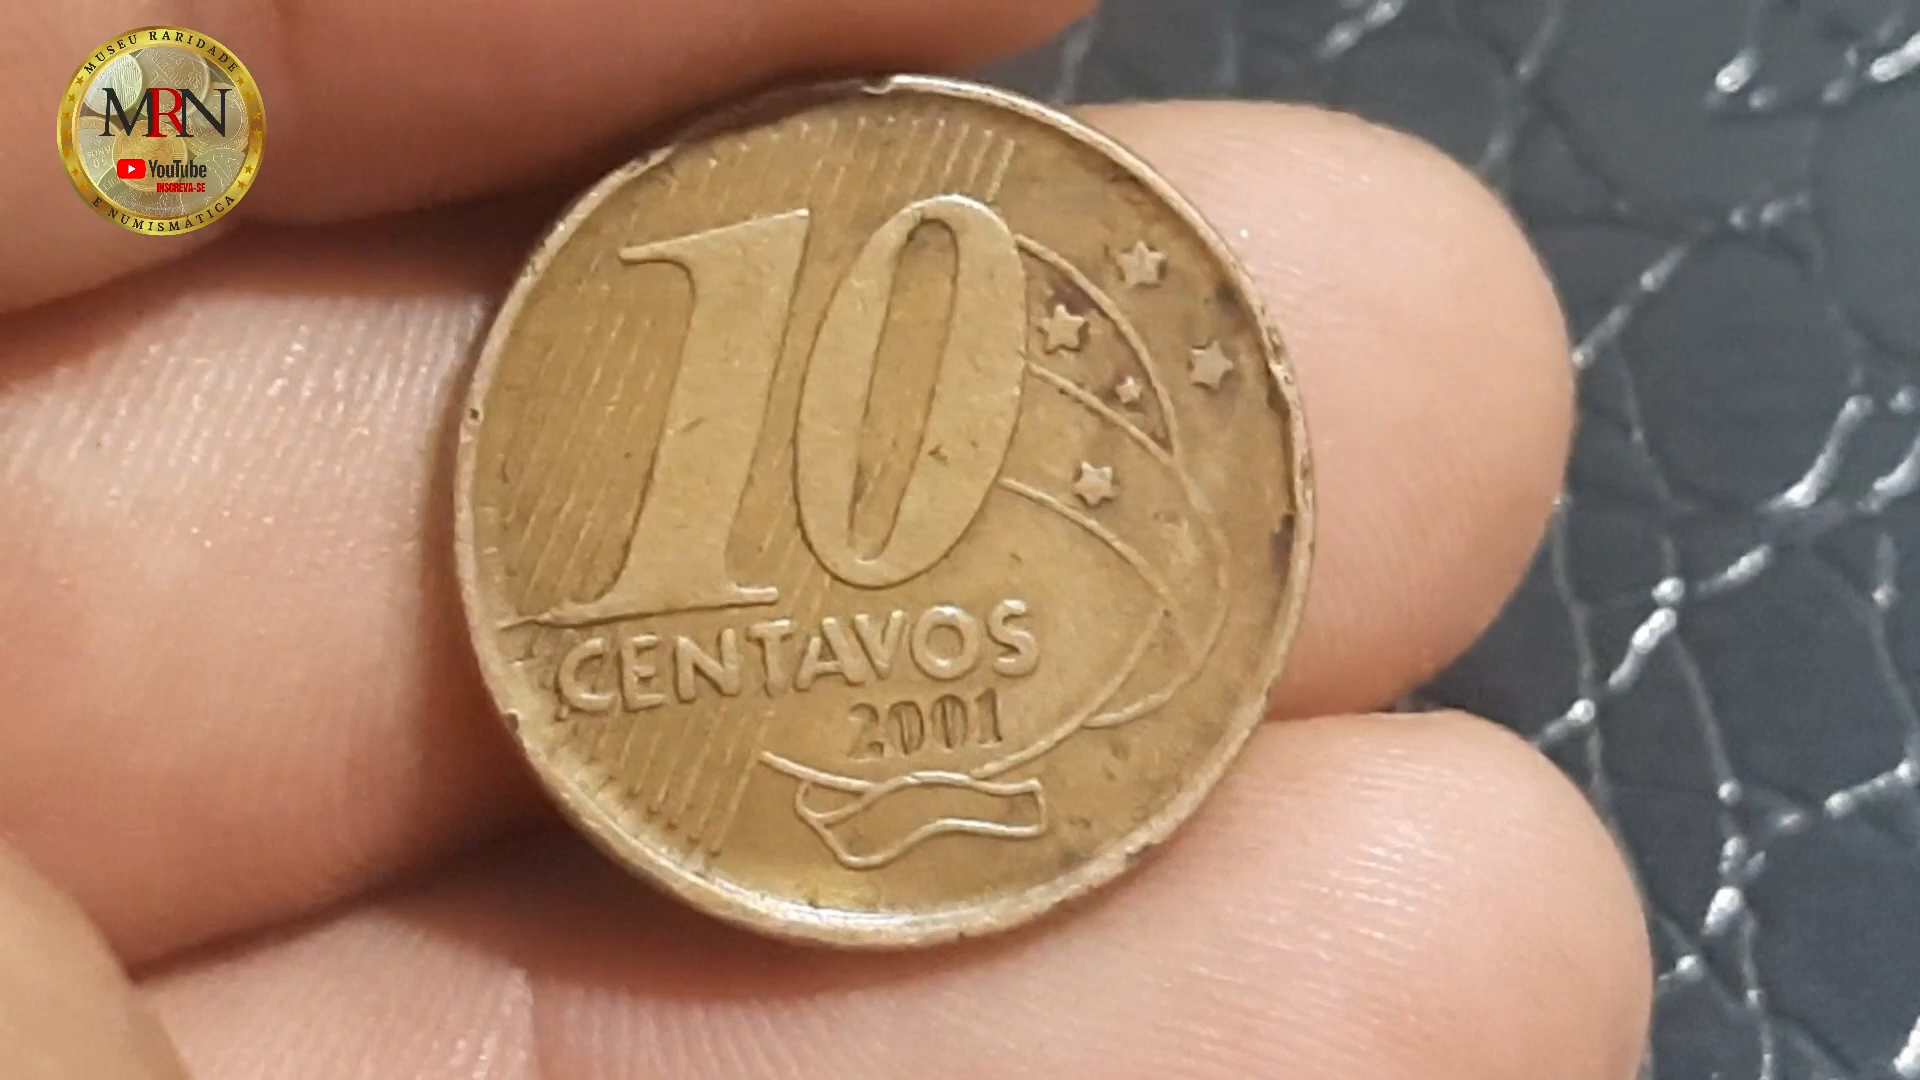 MUSEU RARIDADE
MRN
YouTube
INSCREVA-SE
E NUMISMÁTICA
10
CENTAVOS
2001